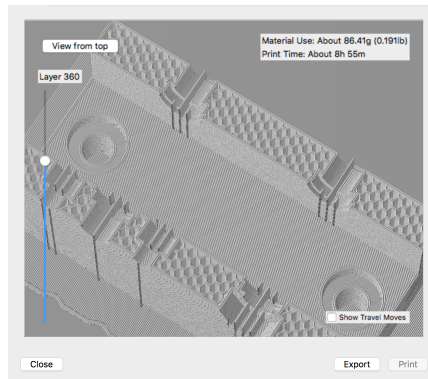 View from top
Material Use: About 86.41g (0.191lb)
Print Time: About 8h 55m
Layer 360
Show Travel Moves
Close
Export
Print